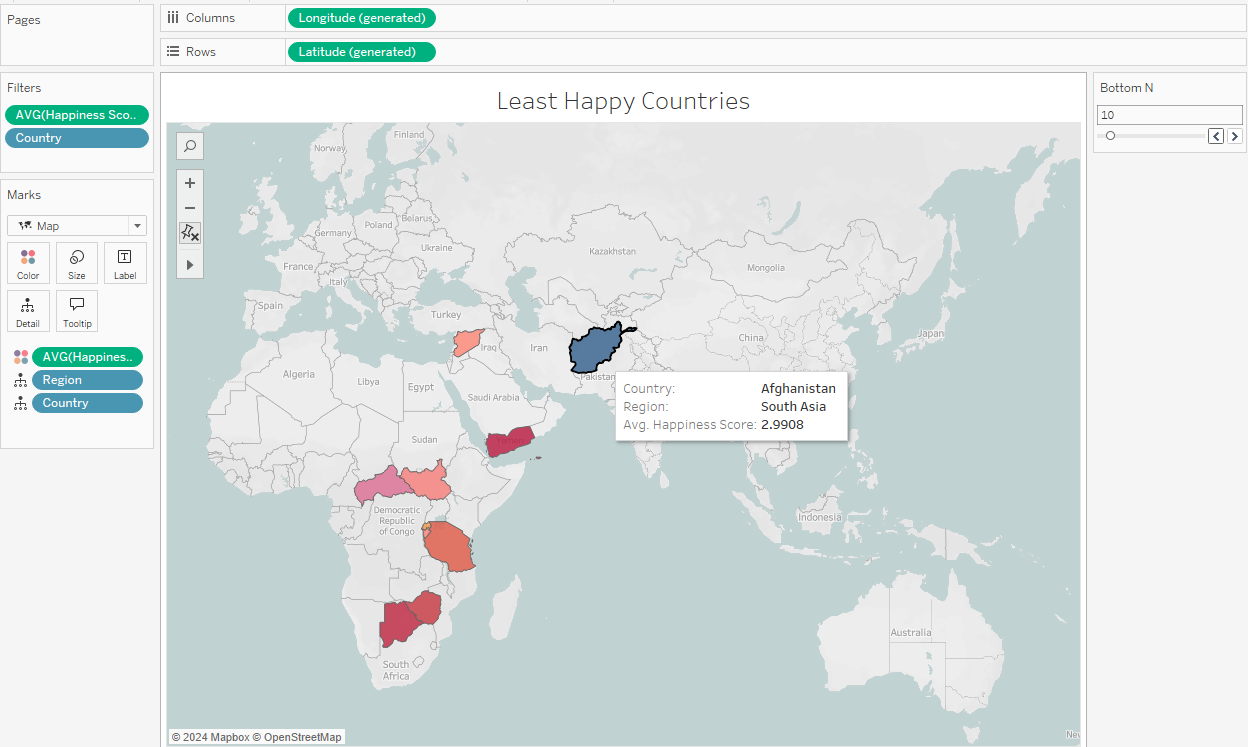 Pages
Columns
Longitude (generated)
Rows
Latitude (generated)
Filters
AVG(Happiness Sco..
Country
Marks
Map
Color
Size
Label
Detail
Tooltip
AVG(Happines..
Region
Country
Least Happy Countries
Bottom N
10
Finland
Norway
Belarus
Poland
Germany
Ukraine
France
Kazakhstan
Mongolia
Italy
Spain
Turkey
Japan
China
Iraq
Iran
Algeria
Libya
Egypt
Pakistan
Saudi Arabia
Country: Afghanistan
Region: South Asia
Avg. Happiness Score: 2.9908
Sudan
Yemen
Democratic
Republic
of Congo
Indonesia
Australia
South
Africa
© 2024 Mapbox © OpenStreetMap
New